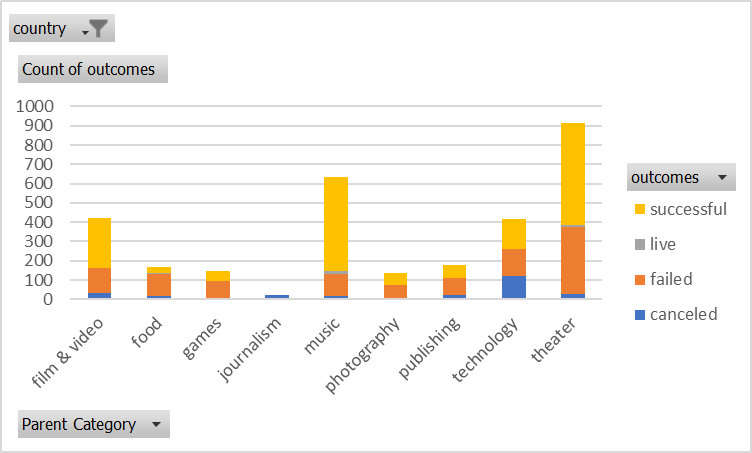 country
Count of outcomes
1000
900
800
700
600
500
400
300
200
100
0
film & video
food
games
journalism
music
photography
publishing
technology
theater
outcomes
successful
live
failed
canceled
Parent Category